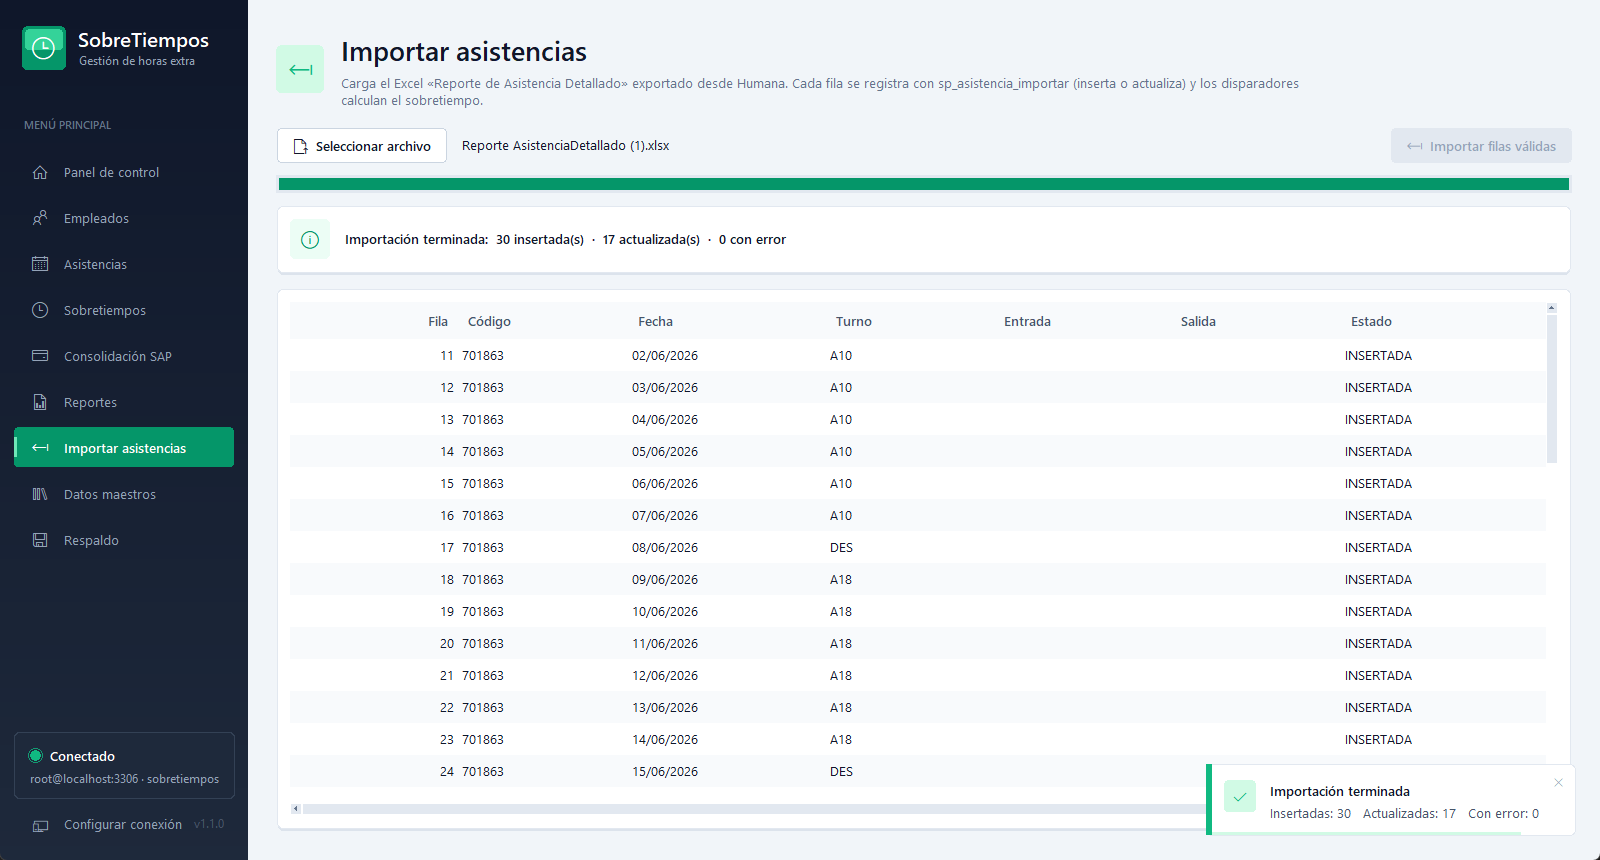 SobreTiempos
Gestión de horas extra
MENÚ PRINCIPAL
Panel de control
Empleados
Asistencias
Sobretiempos
Consolidación SAP
Reportes
Importar asistencias
Datos maestros
Respaldo
Conectado
root@localhost:3306 · sobretiempos
Configurar conexión v1.1.0
Importar asistencias
Carga el Excel «Reporte de Asistencia Detallado» exportado desde Humana. Cada fila se registra con sp_asistencia_importar (inserta o actualiza) y los disparadores
calculan el sobretiempo.
Seleccionar archivo Reporte AsistenciaDetallado (1).xlsx Importar filas válidas
Importación terminada: 30 insertada(s) · 17 actualizada(s) · 0 con error
Fila Código Fecha Turno Entrada Salida Estado
11 701863 02/06/2026 A10 INSERTADA
12 701863 03/06/2026 A10 INSERTADA
13 701863 04/06/2026 A10 INSERTADA
14 701863 05/06/2026 A10 INSERTADA
15 701863 06/06/2026 A10 INSERTADA
16 701863 07/06/2026 A10 INSERTADA
17 701863 08/06/2026 DES INSERTADA
18 701863 09/06/2026 A18 INSERTADA
19 701863 10/06/2026 A18 INSERTADA
20 701863 11/06/2026 A18 INSERTADA
21 701863 12/06/2026 A18 INSERTADA
22 701863 13/06/2026 A18 INSERTADA
23 701863 14/06/2026 A18 INSERTADA
24 701863 15/06/2026 DES
Importación terminada
Insertadas: 30 Actualizadas: 17 Con error: 0